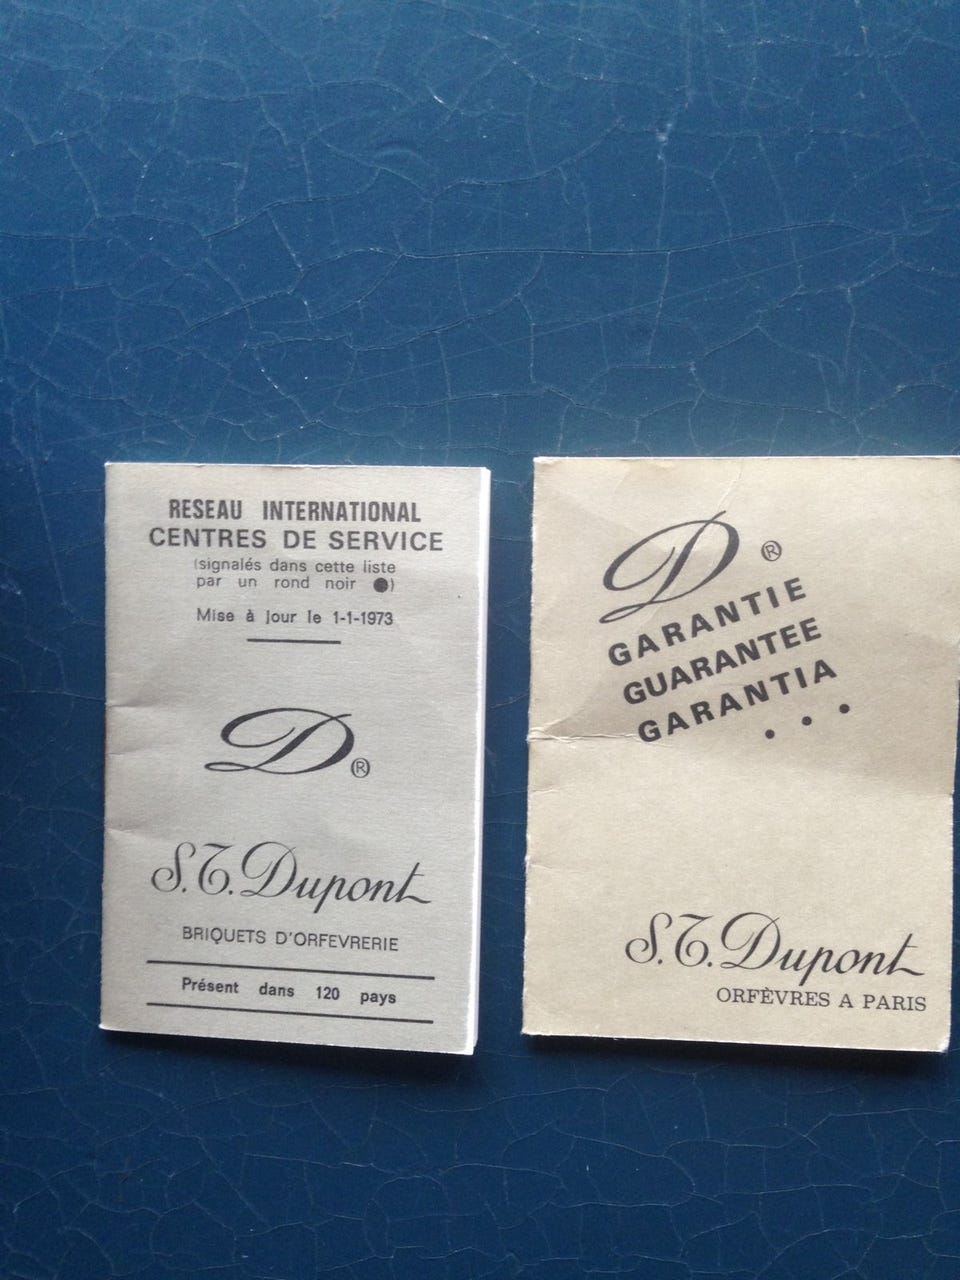 RESEAU INTERNATIONAL
CENTRES DE SERVICE
(signalés dans cette liste
par un rond noir ●)
Mise à jour le 1-1-1973
D®
S.T. Dupont
BRIQUETS D'ORFEVRERIE
Présent dans 120 pays
D®
GARANTIE
GUARANTEE
GARANTIA
• • •
S.T. Dupont
ORFÈVRES A PARIS